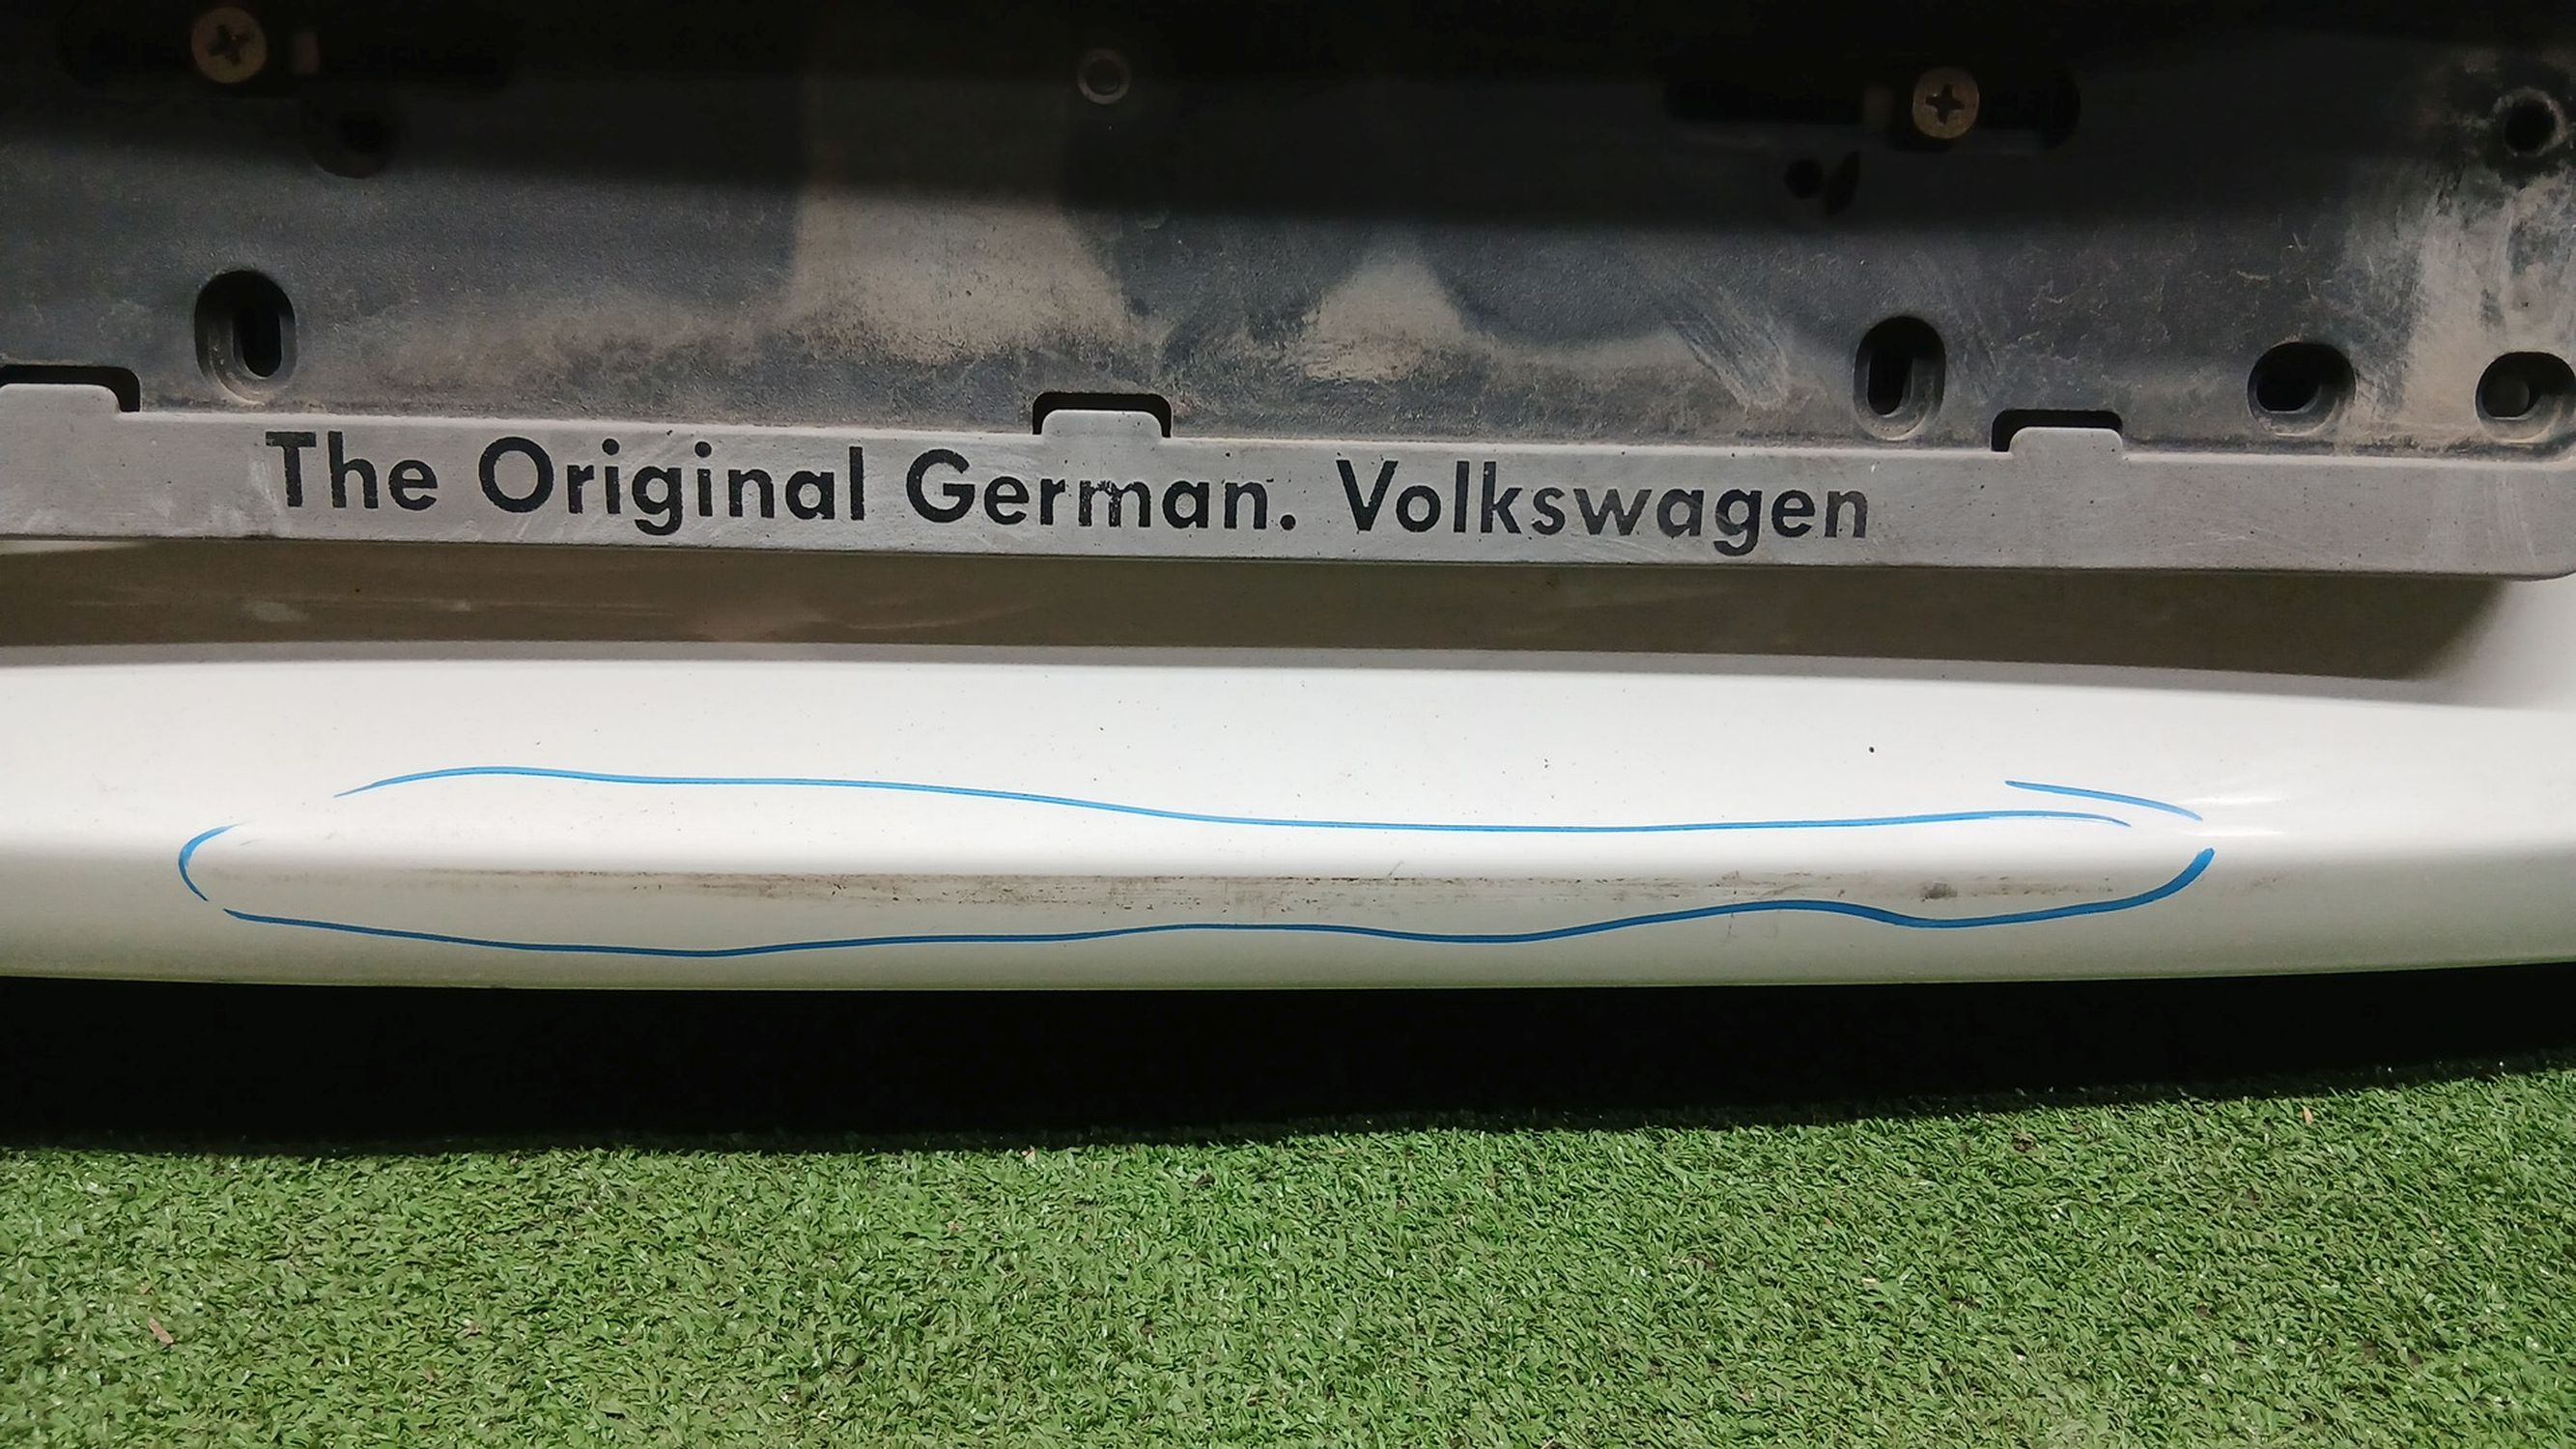 The Original German. Volkswagen